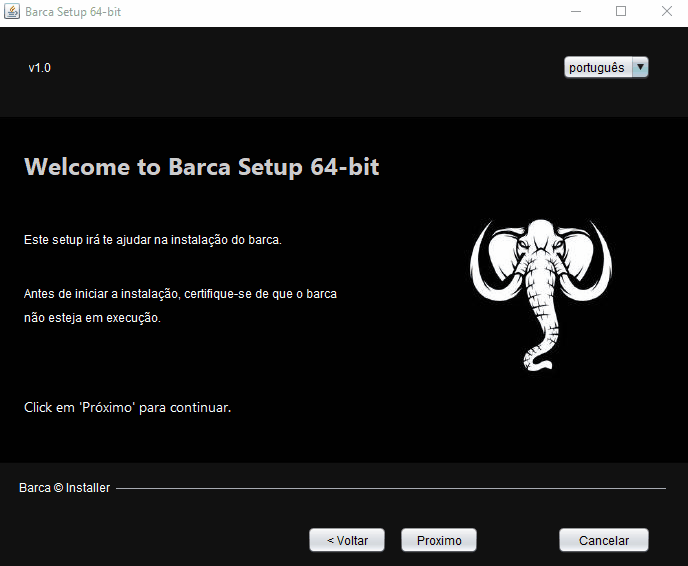 Barca Setup 64-bit
v1.0
português
Welcome to Barca Setup 64-bit
Este setup irá te ajudar na instalação do barca.
Antes de iniciar a instalação, certifique-se de que o barca
não esteja em execução.
Click em 'Próximo' para continuar.
Barca © Installer
< Voltar
Proximo
Cancelar